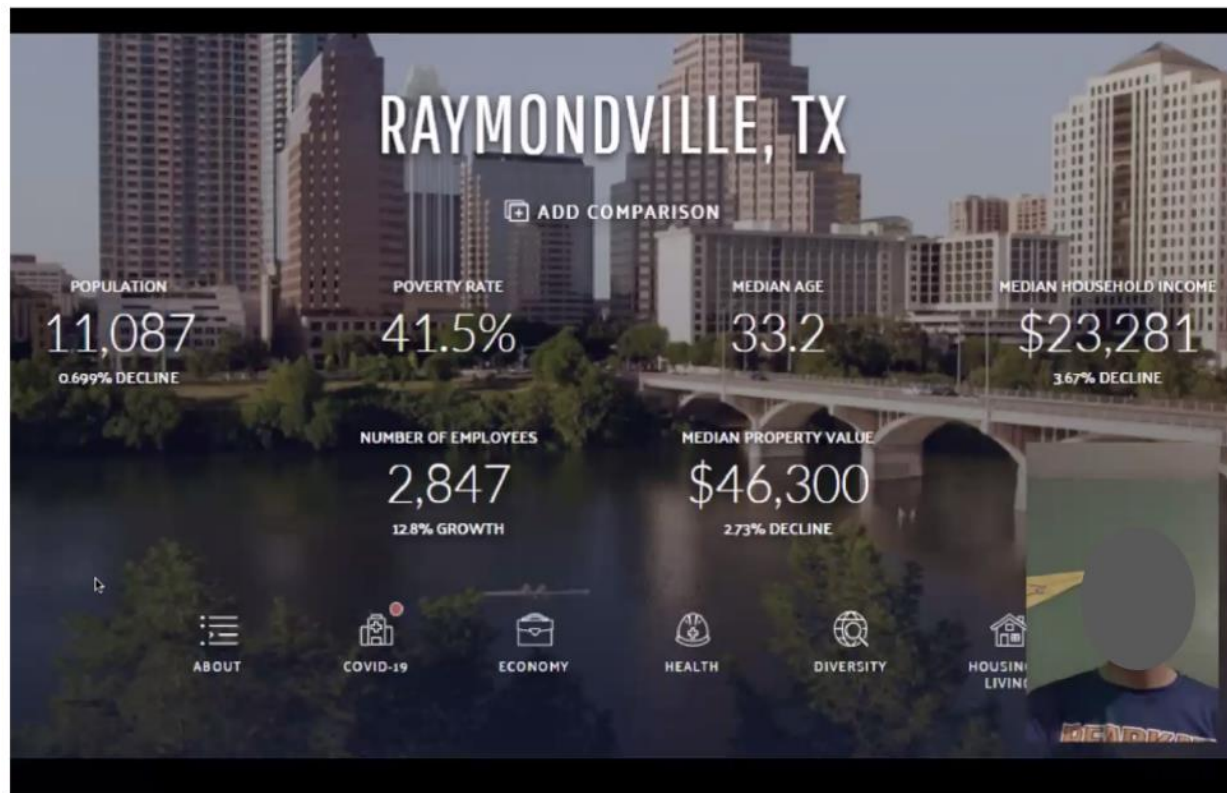 RAYMONDVILLE, TX
ADD COMPARISON
POPULATION
11,087
0.699% DECLINE
POVERTY RATE
41.5%
MEDIAN AGE
33.2
MEDIAN HOUSEHOLD INCOME
$23,281
3.67% DECLINE
NUMBER OF EMPLOYEES
2,847
12.8% GROWTH
MEDIAN PROPERTY VALUE
$46,300
2.73% DECLINE
ABOUT
COVID-19
ECONOMY
HEALTH
DIVERSITY